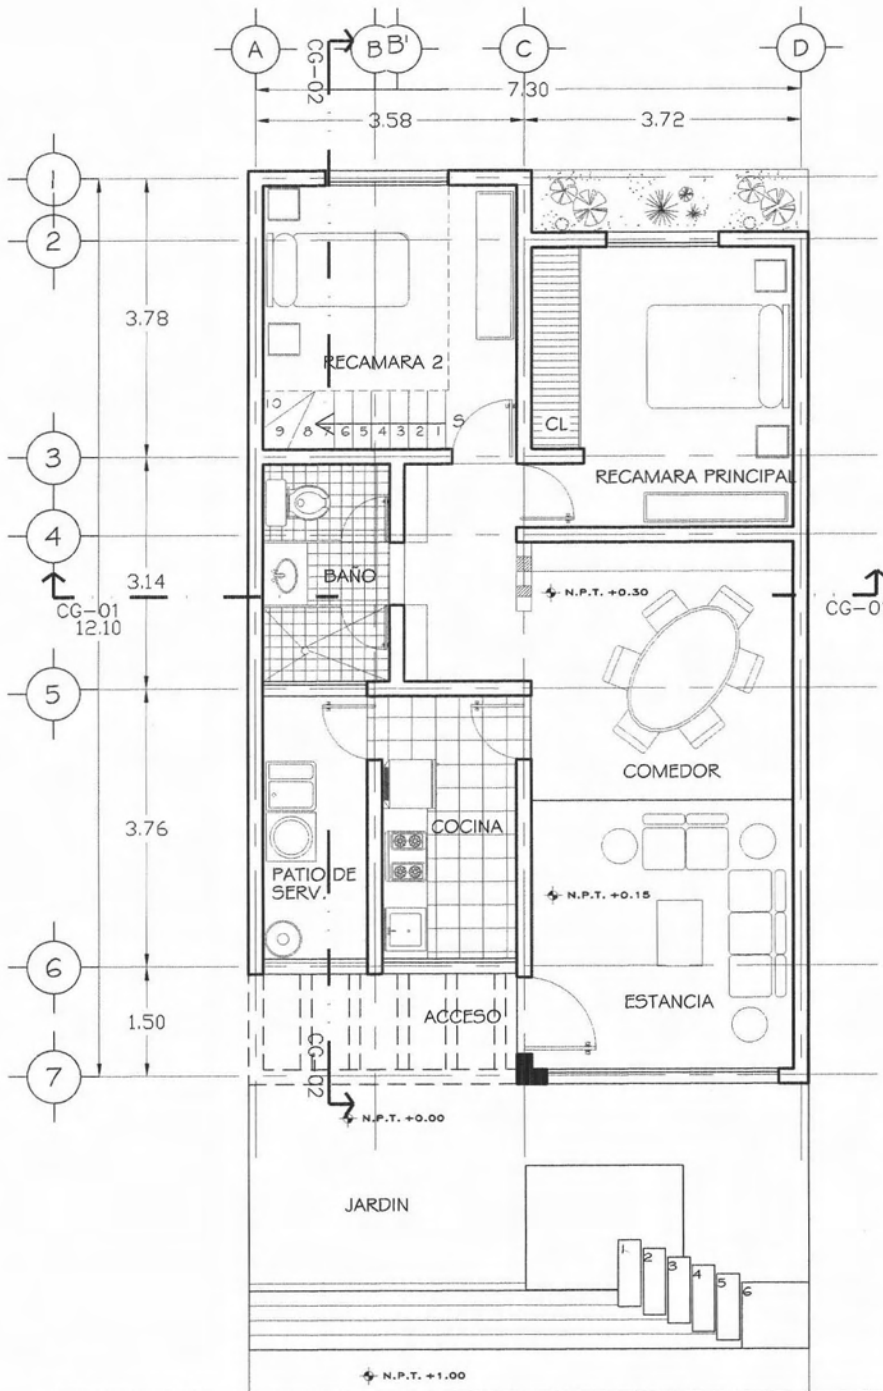 A
B
B'
C
D
CG-02
7.30
3.58
3.72
1
2
3.78
RECAMARA 2
10
9
8
7
6
5
4
3
2
1
S
CL
3
RECAMARA PRINCIPAL
4
3.14
BAÑO
N.P.T. +0.30
CG-01
12.10
CG-0
5
COMEDOR
3.76
COCINA
PATIO DE
SERV.
N.P.T. +0.15
6
1.50
ACCESO
ESTANCIA
7
CG-02
N.P.T. +0.00
JARDIN
1
2
3
4
5
6
N.P.T. +1.00